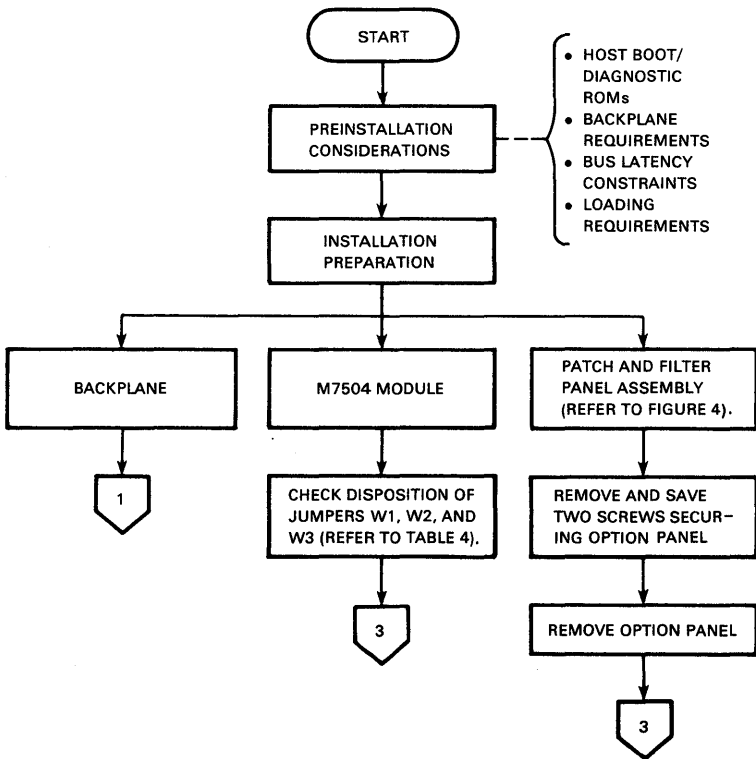 START
PREINSTALLATION
CONSIDERATIONS
• HOST BOOT/
DIAGNOSTIC
ROMs
• BACKPLANE
REQUIREMENTS
• BUS LATENCY
CONSTRAINTS
• LOADING
REQUIREMENTS
INSTALLATION
PREPARATION
BACKPLANE
1
M7504 MODULE
CHECK DISPOSITION OF
JUMPERS W1, W2, AND
W3 (REFER TO TABLE 4).
3
PATCH AND FILTER
PANEL ASSEMBLY
(REFER TO FIGURE 4).
REMOVE AND SAVE
TWO SCREWS SECUR-
ING OPTION PANEL
REMOVE OPTION PANEL
3